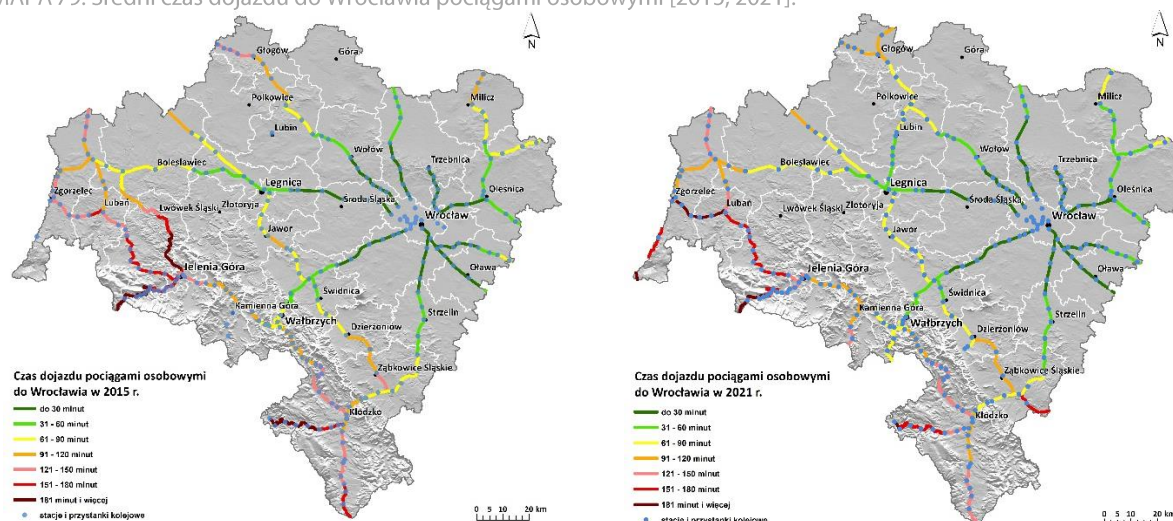 MAPA 79. Średni czas dojazdu do Wrocławia pociągami osobowymi [2015, 2021].
N
Głogów
Góra
Polkowice
Milicz
Lubin
Wołów
Trzebnica
Bolesławiec
Legnica
Oleśnica
Zgorzelec
Lubań
Lwówek Śląski
Złotoryja
Środa Śląska
Wrocław
Jawor
Jelenia Góra
Oława
Kamienna Góra
Świdnica
Wałbrzych
Strzelin
Dzierżoniów
Ząbkowice Śląskie
Kłodzko
Czas dojazdu pociągami osobowymi
do Wrocławia w 2015 r.
do 30 minut
31 - 60 minut
61 - 90 minut
91 - 120 minut
121 - 150 minut
151 - 180 minut
181 minut i więcej
stacje i przystanki kolejowe
0 5 10 20 km
N
Głogów
Góra
Polkowice
Milicz
Lubin
Wołów
Trzebnica
Bolesławiec
Legnica
Oleśnica
Zgorzelec
Lubań
Lwówek Śląski
Złotoryja
Środa Śląska
Wrocław
Jawor
Jelenia Góra
Oława
Kamienna Góra
Świdnica
Wałbrzych
Strzelin
Dzierżoniów
Ząbkowice Śląskie
Kłodzko
Czas dojazdu pociągami osobowymi
do Wrocławia w 2021 r.
do 30 minut
31 - 60 minut
61 - 90 minut
91 - 120 minut
121 - 150 minut
151 - 180 minut
181 minut i więcej
stacje i przystanki kolejowe
0 5 10 20 km